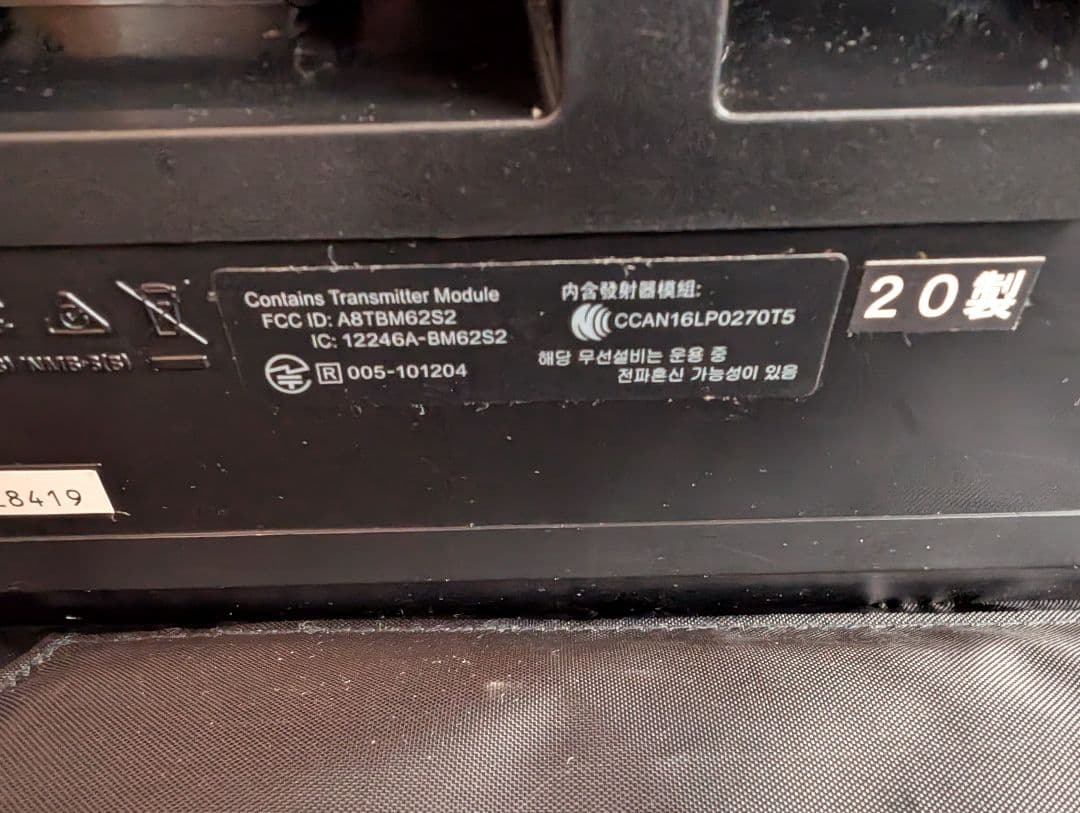 Contains Transmitter Module
FCC ID: A8TBM62S2
IC: 12246A-BM62S2
R 005-101204
内含發射器模組:
CCAN16LP0270T5
해당 무선설비는 운용 중
전파혼신 가능성이 있음
20製
8419